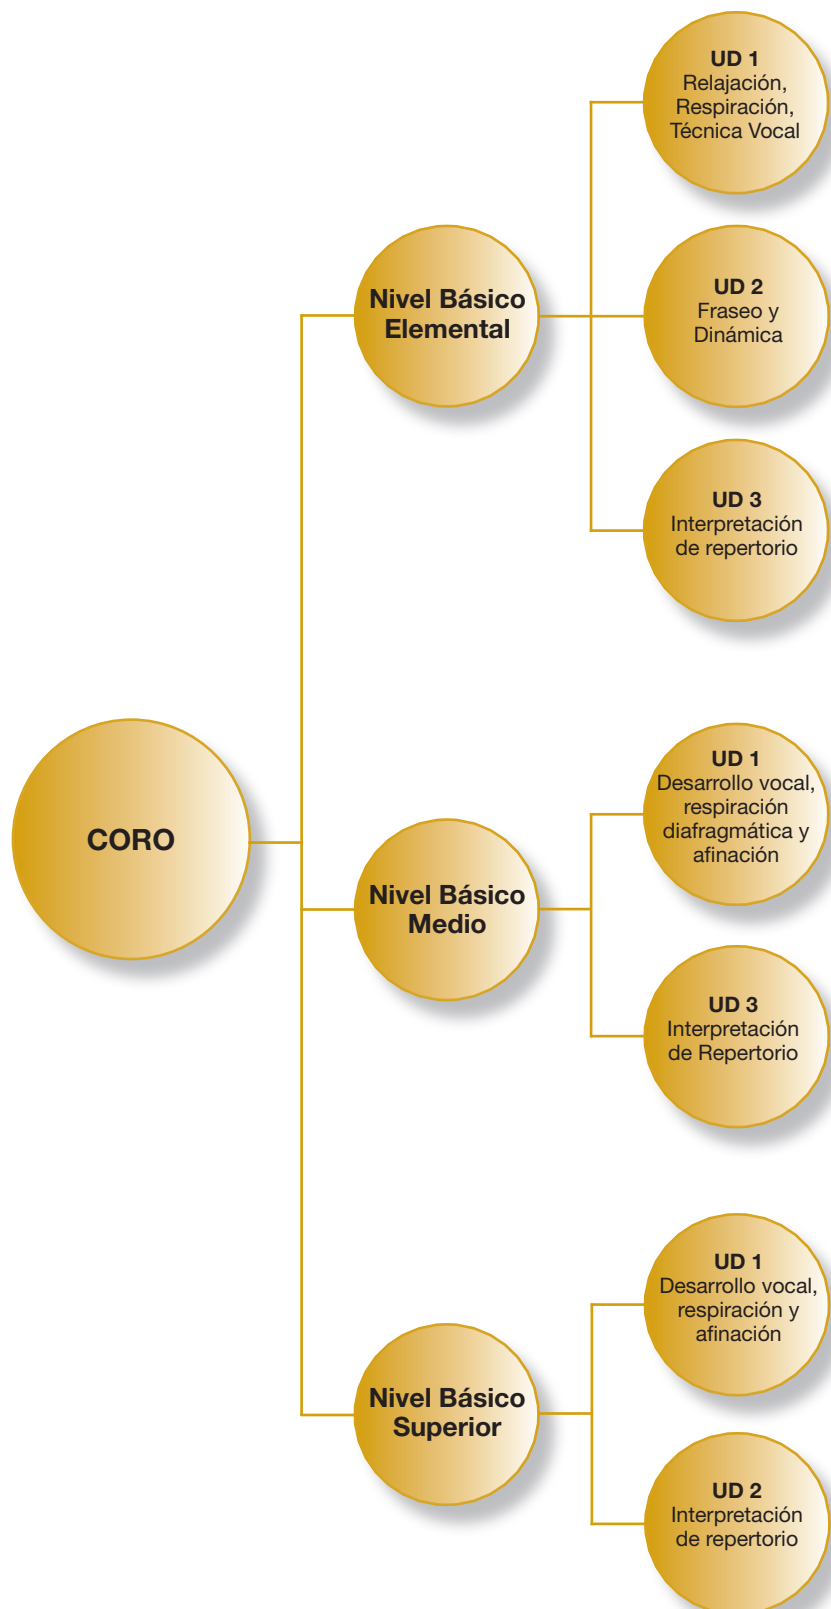 CORO
Nivel Básico
Elemental
UD 1
Relajación,
Respiración,
Técnica Vocal
UD 2
Fraseo y
Dinámica
UD 3
Interpretación
de repertorio
Nivel Básico
Medio
UD 1
Desarrollo vocal,
respiración
diafragmática y
afinación
UD 3
Interpretación
de Repertorio
Nivel Básico
Superior
UD 1
Desarrollo vocal,
respiración y
afinación
UD 2
Interpretación
de repertorio